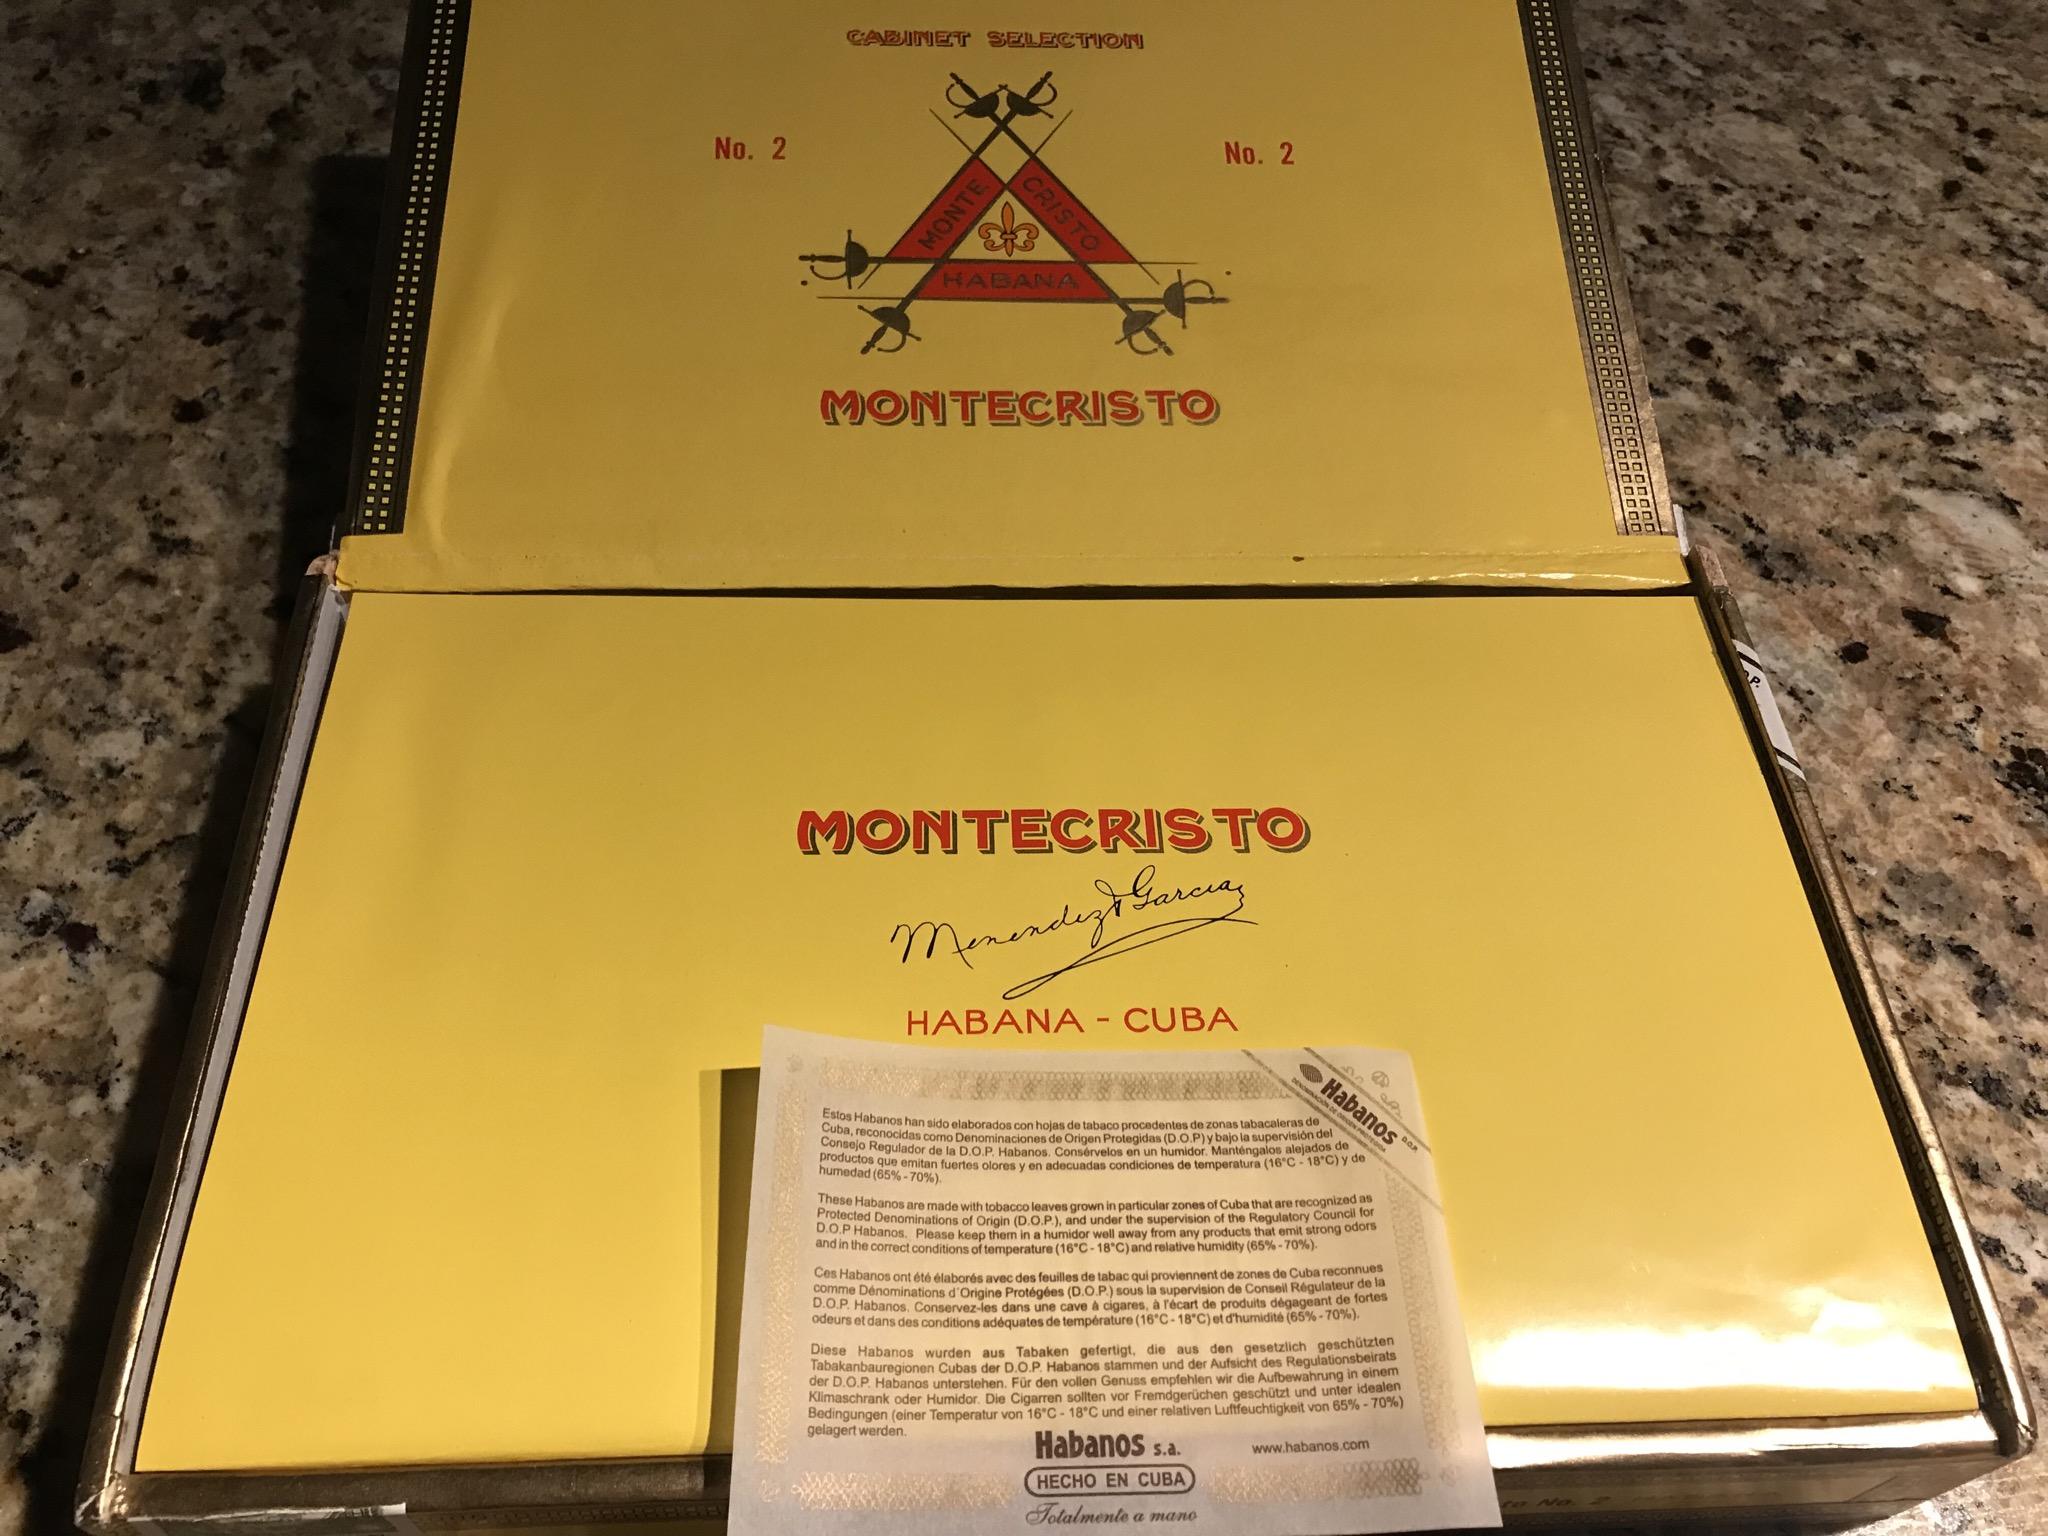 CABINET SELECTION
No. 2
No. 2
MONTE
CRISTO
HABANA
MONTECRISTO
MONTECRISTO
Menendez & Garcia
HABANA - CUBA
Habanos D.O.P.
DENOMINACIÓN DE ORIGEN PROTEGIDA
Estos Habanos han sido elaborados con hojas de tabaco procedentes de zonas tabacaleras de
Cuba, reconocidas como Denominaciones de Origen Protegidas (D.O.P) y bajo la supervisión del
Consejo Regulador de la D.O.P. Habanos. Consérvelos en un humidor. Manténgalos alejados de
productos que emitan fuertes olores y en adecuadas condiciones de temperatura (16°C - 18°C) y de
humedad (65% - 70%).
These Habanos are made with tobacco leaves grown in particular zones of Cuba that are recognized as
Protected Denominations of Origin (D.O.P.), and under the supervision of the Regulatory Council for
D.O.P Habanos. Please keep them in a humidor well away from any products that emit strong odors
and in the correct conditions of temperature (16°C - 18°C) and relative humidity (65% - 70%).
Ces Habanos ont été élaborés avec des feuilles de tabac qui proviennent de zones de Cuba reconnues
comme Dénominations d'Origine Protégées (D.O.P.) sous la supervision de Conseil Régulateur de la
D.O.P. Habanos. Conservez-les dans une cave à cigares, à l'écart de produits dégageant de fortes
odeurs et dans des conditions adéquates de température (16°C - 18°C) et d'humidité (65% - 70%).
Diese Habanos wurden aus Tabaken gefertigt, die aus den gesetzlich geschützten
Tabakanbauregionen Cubas der D.O.P. Habanos stammen und der Aufsicht des Regulationsbeirats
der D.O.P. Habanos unterstehen. Für den vollen Genuss empfehlen wir die Aufbewahrung in einem
Klimaschrank oder Humidor. Die Cigarren sollten vor Fremdgerüchen geschützt und unter idealen
Bedingungen (einer Temperatur von 16°C - 18°C und einer relativen Luftfeuchtigkeit von 65% - 70%)
gelagert werden.
Habanos s.a.
www.habanos.com
HECHO EN CUBA
Totalmente a mano
No. 2